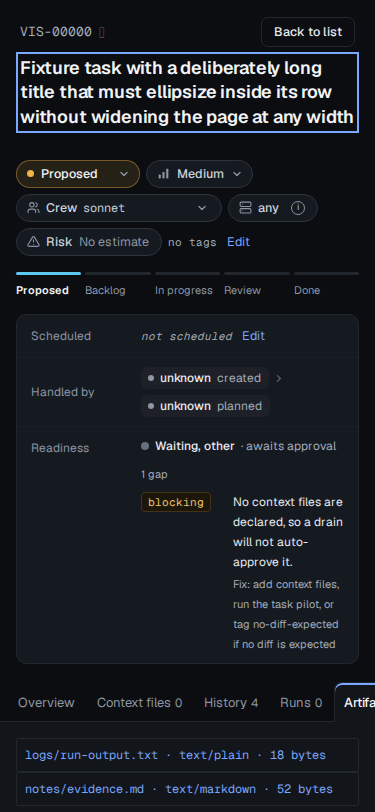 VIS-00000
Back to list
Fixture task with a deliberately long
title that must ellipsize inside its row
without widening the page at any width
Proposed
Medium
Crew sonnet
any
Risk No estimate
no tags Edit
Proposed Backlog In progress Review Done
Scheduled
not scheduled Edit
Handled by
unknown created
unknown planned
Readiness
Waiting, other · awaits approval
1 gap
blocking
No context files are
declared, so a drain
will not auto-
approve it.
Fix: add context files,
run the task pilot, or
tag no-diff-expected
if no diff is expected
Overview Context files 0 History 4 Runs 0 Artifa
logs/run-output.txt · text/plain · 18 bytes
notes/evidence.md · text/markdown · 52 bytes